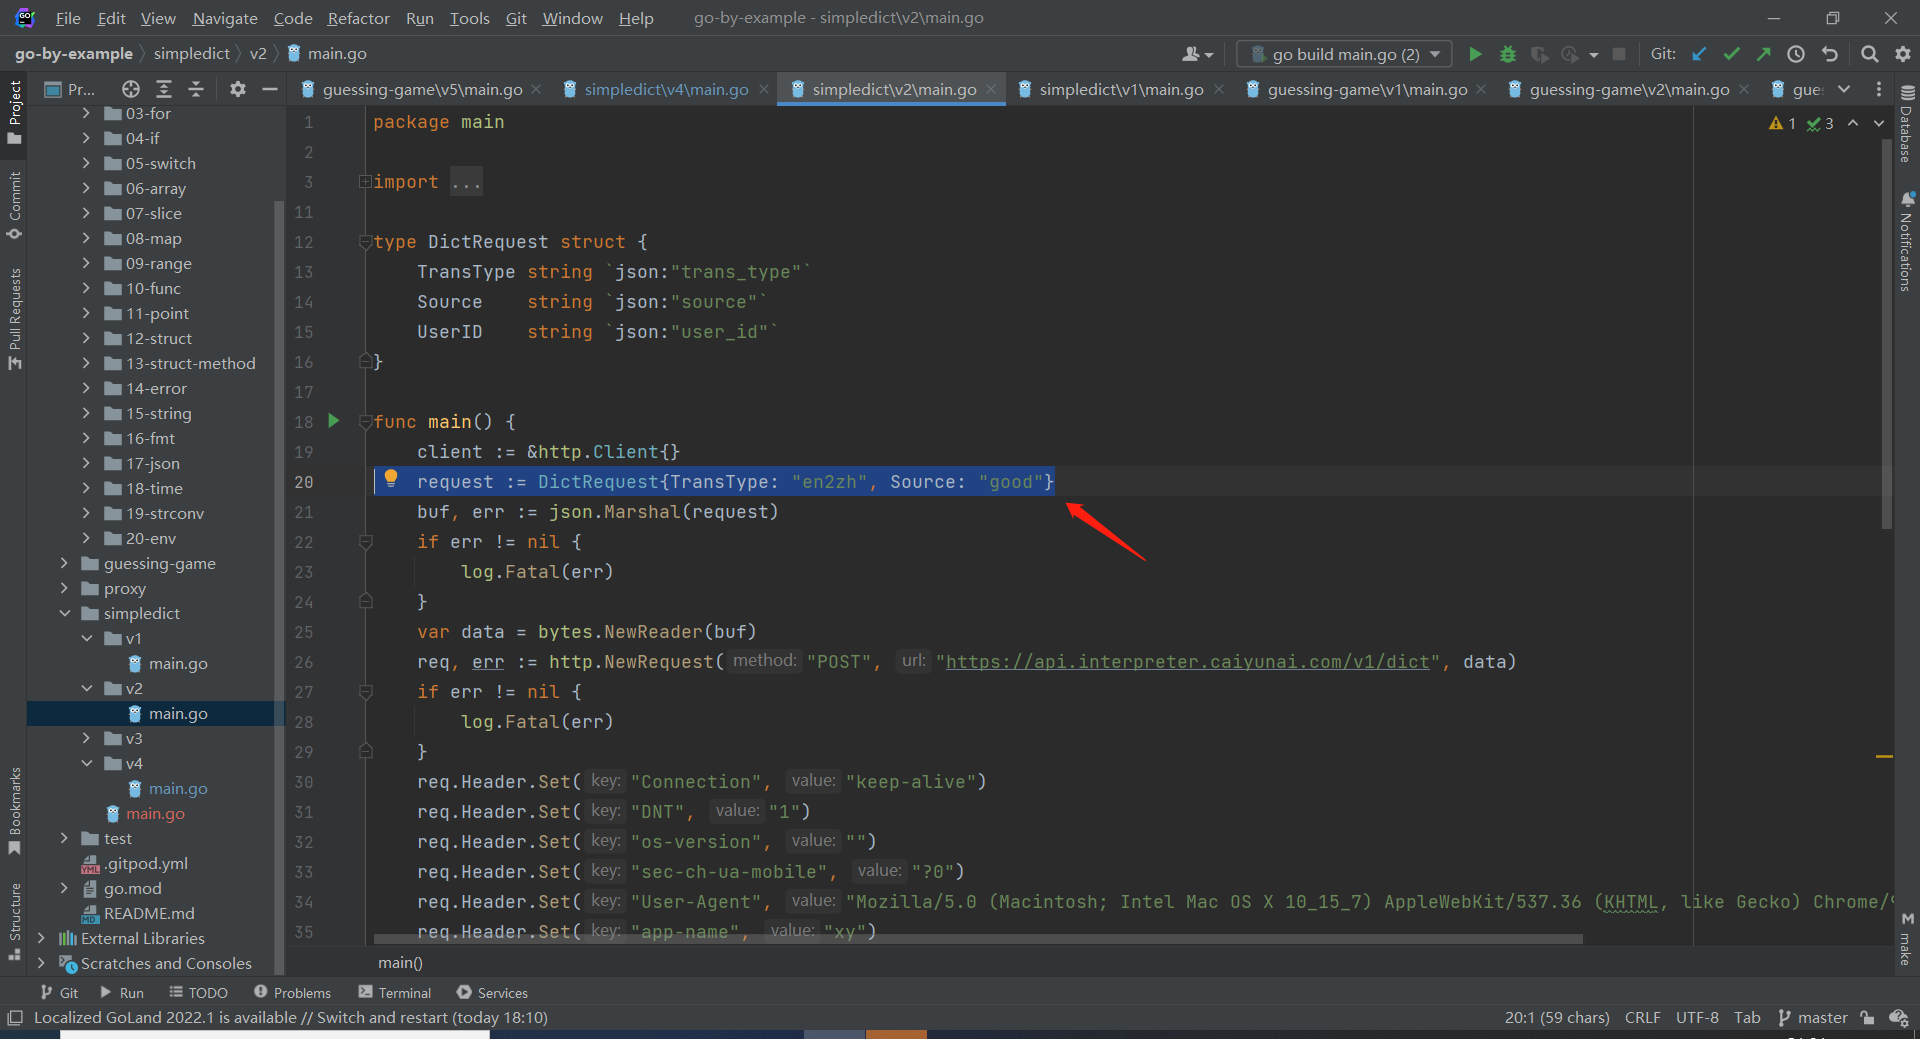 File Edit View Navigate Code Refactor Run Tools Git Window Help go-by-example - simpledict\v2\main.go
go-by-example simpledict v2 main.go go build main.go (2) Git:
Pr... guessing-game\v5\main.go simpledict\v4\main.go simpledict\v2\main.go simpledict\v1\main.go guessing-game\v1\main.go guessing-game\v2\main.go gue
Project
Commit
Pull Requests
Bookmarks
Structure
03-for
04-if
05-switch
06-array
07-slice
08-map
09-range
10-func
11-point
12-struct
13-struct-method
14-error
15-string
16-fmt
17-json
18-time
19-strconv
20-env
guessing-game
proxy
simpledict
v1
main.go
v2
main.go
v3
v4
main.go
main.go
test
.gitpod.yml
go.mod
README.md
External Libraries
Scratches and Consoles
1 package main
2
3 import ...
11
12 type DictRequest struct {
13 TransType string `json:"trans_type"`
14 Source string `json:"source"`
15 UserID string `json:"user_id"`
16 }
17
18 func main() {
19 client := &http.Client{}
20 request := DictRequest{TransType: "en2zh", Source: "good"}
21 buf, err := json.Marshal(request)
22 if err != nil {
23 log.Fatal(err)
24 }
25 var data = bytes.NewReader(buf)
26 req, err := http.NewRequest( method: "POST", url: "https://api.interpreter.caiyunai.com/v1/dict", data)
27 if err != nil {
28 log.Fatal(err)
29 }
30 req.Header.Set( key: "Connection", value: "keep-alive")
31 req.Header.Set( key: "DNT", value: "1")
32 req.Header.Set( key: "os-version", value: "")
33 req.Header.Set( key: "sec-ch-ua-mobile", value: "?0")
34 req.Header.Set( key: "User-Agent", value: "Mozilla/5.0 (Macintosh; Intel Mac OS X 10_15_7) AppleWebKit/537.36 (KHTML, like Gecko) Chrome/9
35 req.Header.Set( key: "app-name", value: "xy")
1 3
Database
Notifications
make
main()
Git Run TODO Problems Terminal Services
Localized GoLand 2022.1 is available // Switch and restart (today 18:10) 20:1 (59 chars) CRLF UTF-8 Tab master